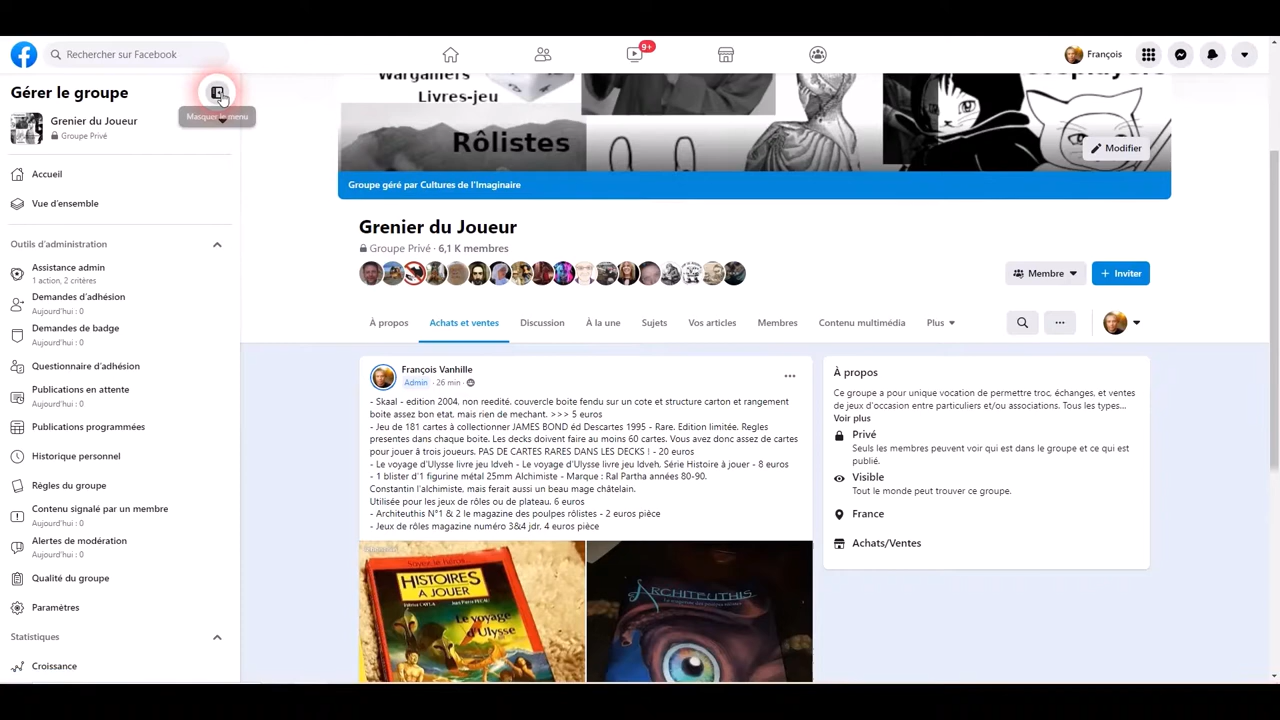 Rechercher sur Facebook
9+
François
Gérer le groupe
Masquer le menu
Grenier du Joueur
Groupe Privé
Accueil
Vue d'ensemble
Outils d'administration
Assistance admin
1 action, 2 critères
Demandes d'adhésion
Aujourd'hui : 0
Demandes de badge
Aujourd'hui : 0
Questionnaire d'adhésion
Publications en attente
Aujourd'hui : 0
Publications programmées
Historique personnel
Règles du groupe
Contenu signalé par un membre
Aujourd'hui : 0
Alertes de modération
Aujourd'hui : 0
Qualité du groupe
Paramètres
Statistiques
Croissance
Wargamers
Livres-jeu
Rôlistes
Modifier
Groupe géré par Cultures de l'Imaginaire
Grenier du Joueur
Groupe Privé · 6,1 K membres
Membre
+ Inviter
À propos
Achats et ventes
Discussion
À la une
Sujets
Vos articles
Membres
Contenu multimédia
Plus
François Vanhille
Admin · 26 min ·
- Skaal - edition 2004, non reedité, couvercle boite fendu sur un cote et structure carton et rangement
boite assez bon etat, mais rien de mechant. >>> 5 euros
- Jeu de 181 cartes à collectionner JAMES BOND éd Descartes 1995 - Rare. Edition limitée. Regles
presentes dans chaque boite. Les decks doivent faire au moins 60 cartes. Vous avez donc assez de cartes
pour jouer à trois joueurs. PAS DE CARTES RARES DANS LES DECKS ! - 20 euros
- Le voyage d'Ulysse livre jeu Idveh - Le voyage d'Ulysse livre jeu Idveh. Série Histoire à jouer - 8 euros
- 1 blister d'1 figurine métal 25mm Alchimiste - Marque : Ral Partha années 80-90.
Constantin l'alchimiste, mais ferait aussi un beau mage châtelain.
Utilisée pour les jeux de rôles ou de plateau. 6 euros
- Architeuthis N°1 & 2 le magazine des poulpes rôlistes - 2 euros pièce
- Jeux de rôles magazine numéro 3&4 jdr. 4 euros pièce
Soyez le héros...
HISTOIRES
A JOUER
Le voyage
d'Ulysse
ARCHITEUTHIS
À propos
Ce groupe a pour unique vocation de permettre troc, échanges, et ventes
de jeux d'occasion entre particuliers et/ou associations. Tous les types...
Voir plus
Privé
Seuls les membres peuvent voir qui est dans le groupe et ce qui est
publié.
Visible
Tout le monde peut trouver ce groupe.
France
Achats/Ventes